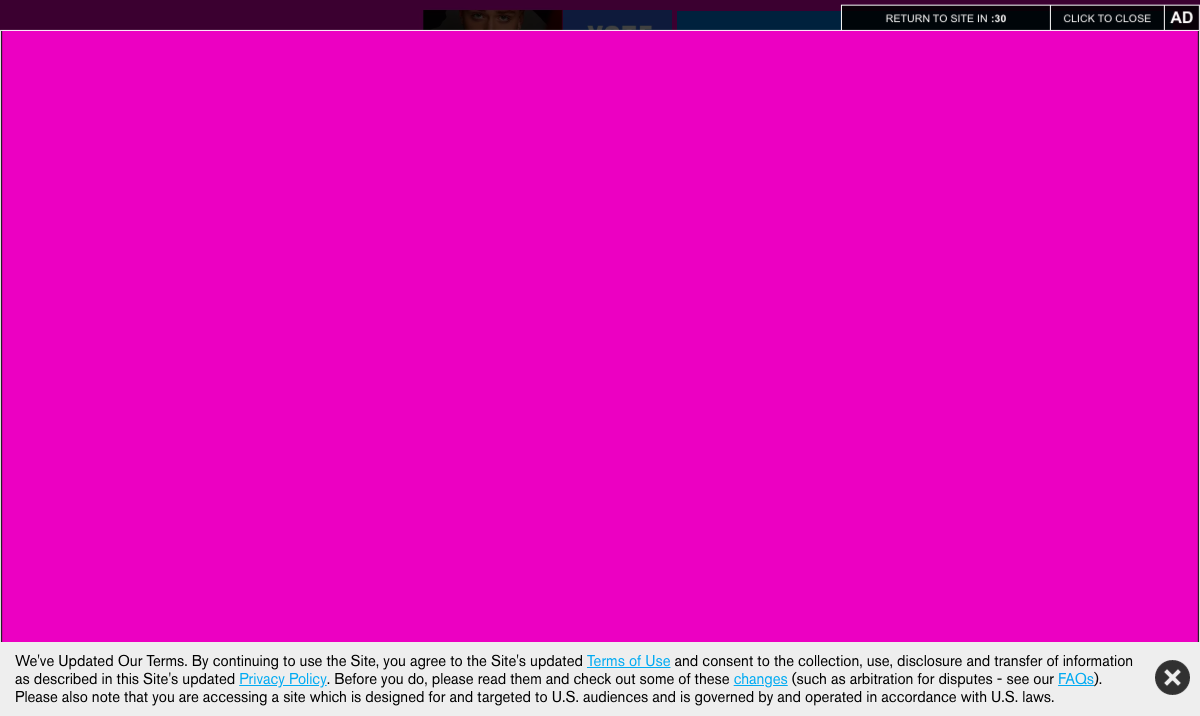 RETURN TO SITE IN :30 CLICK TO CLOSE AD
We've Updated Our Terms. By continuing to use the Site, you agree to the Site's updated Terms of Use and consent to the collection, use, disclosure and transfer of information
as described in this Site's updated Privacy Policy. Before you do, please read them and check out some of these changes (such as arbitration for disputes - see our FAQs).
Please also note that you are accessing a site which is designed for and targeted to U.S. audiences and is governed by and operated in accordance with U.S. laws.